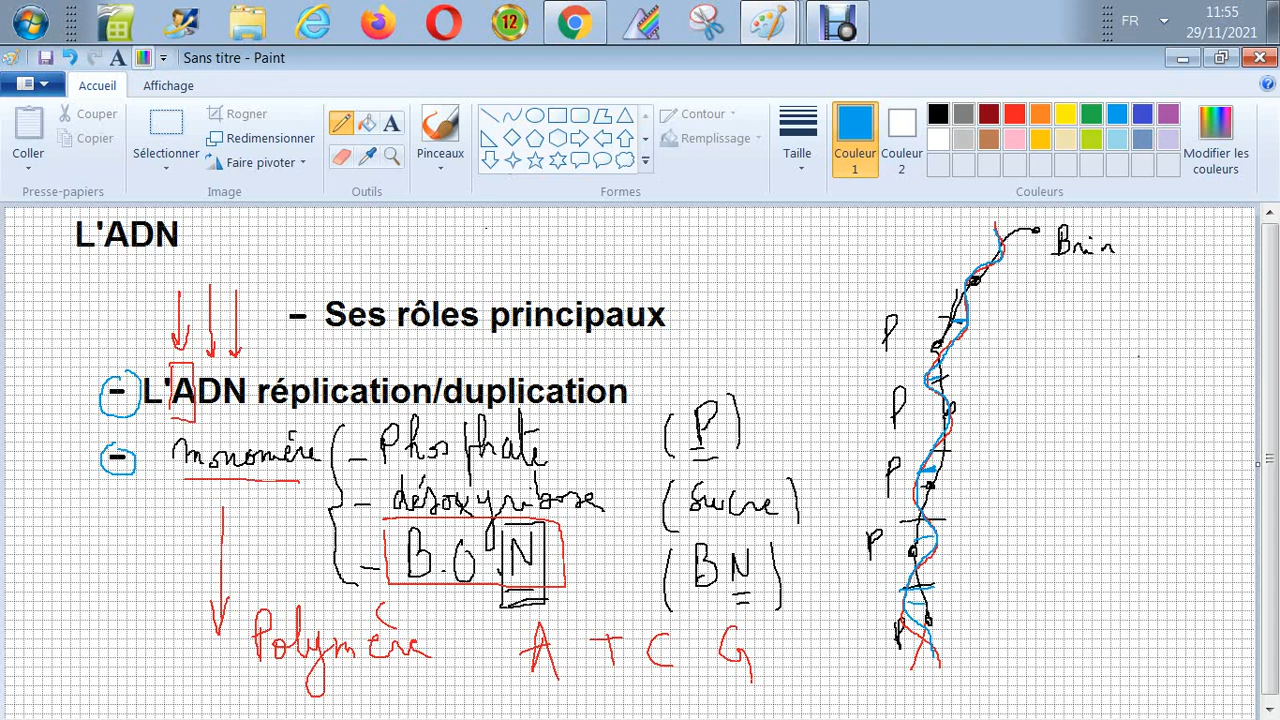 12
FR
11:55
29/11/2021
Sans titre - Paint
Accueil
Affichage
Coller
Couper
Copier
Presse-papiers
Sélectionner
Rogner
Redimensionner
Faire pivoter
Image
A
Outils
Pinceaux
Contour
Remplissage
Formes
Taille
Couleur 1
Couleur 2
Modifier les couleurs
Couleurs
L'ADN
Brin
– Ses rôles principaux
P
- L'ADN réplication/duplication
P
- monomère
– Phosphate (P)
P
– désoxyribose (Sucre)
– B.O.N (BN)
P
Polymère A T C G
P